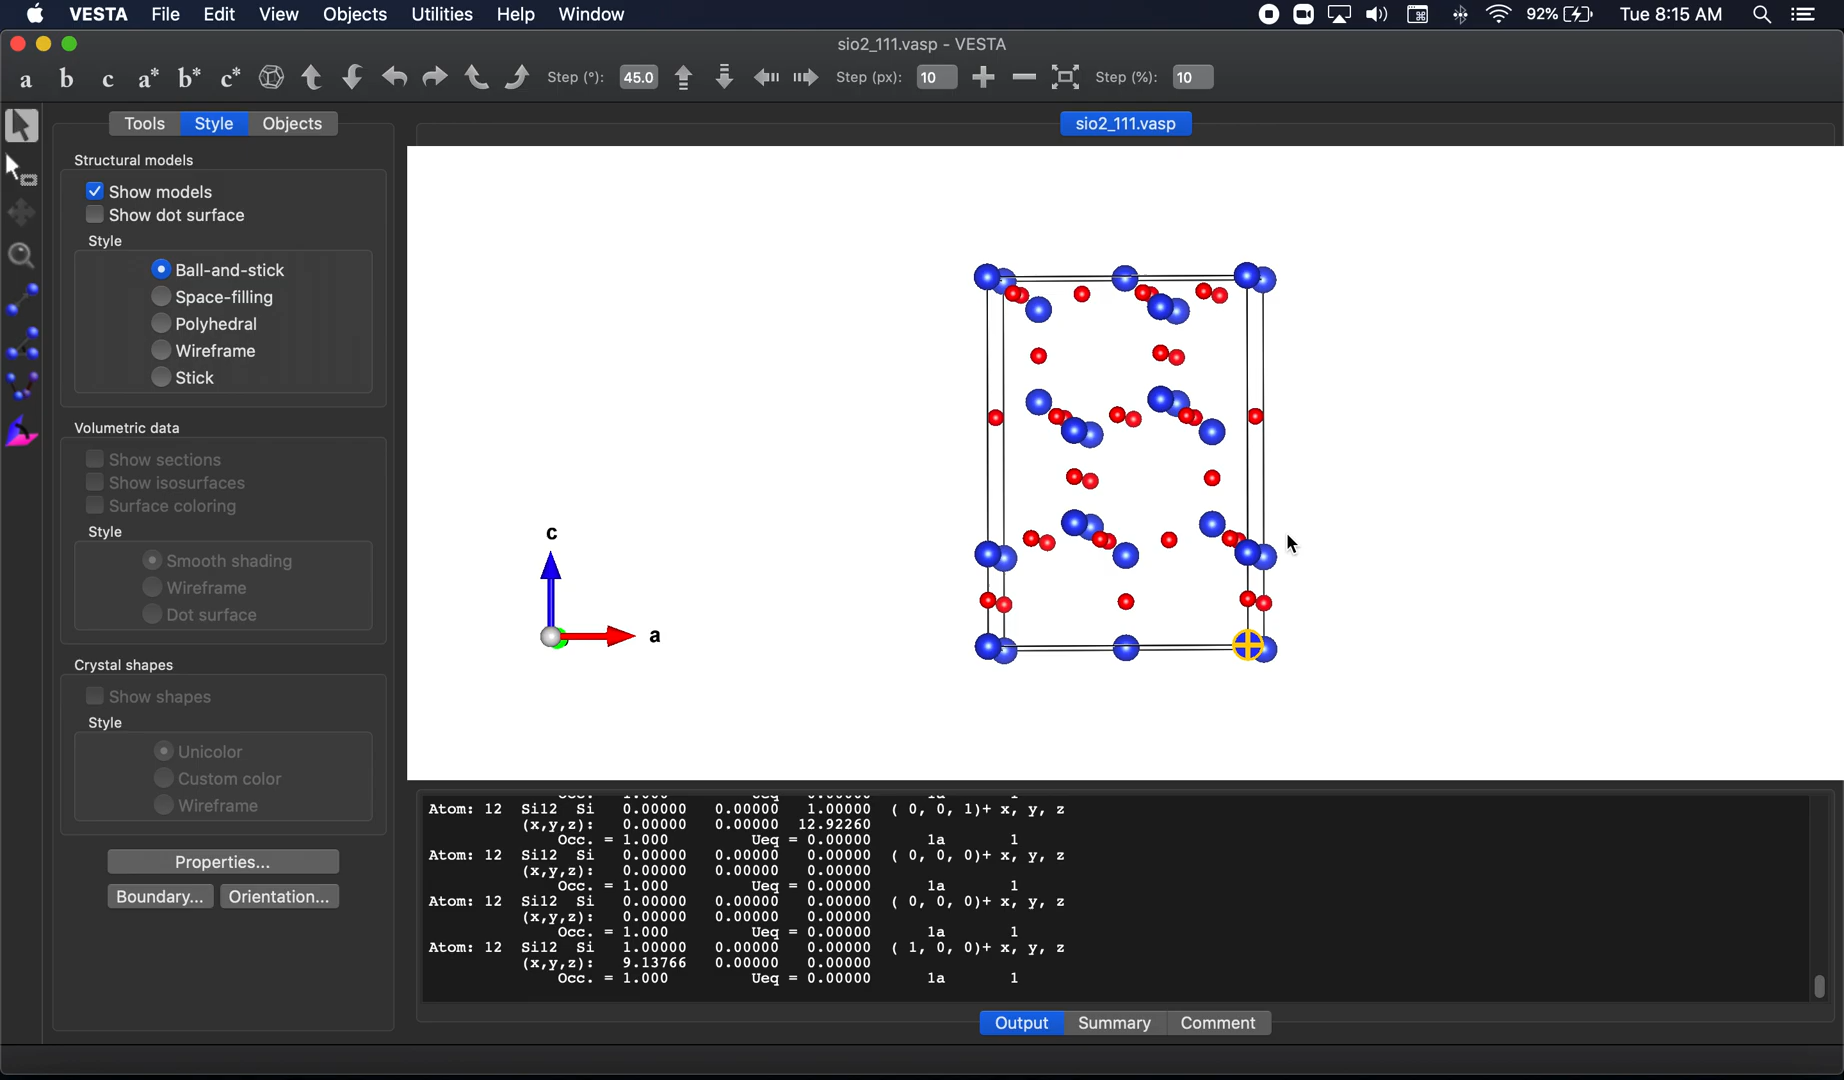 VESTA File Edit View Objects Utilities Help Window 92% Tue 8:15 AM
sio2_111.vasp - VESTA
a b c a* b* c* Step (°): 45.0 Step (px): 10 Step (%): 10
Tools Style Objects
sio2_111.vasp
Structural models
Show models
Show dot surface
Style
Ball-and-stick
Space-filling
Polyhedral
Wireframe
Stick
Volumetric data
Show sections
Show isosurfaces
Surface coloring
Style
Smooth shading
Wireframe
Dot surface
Crystal shapes
Show shapes
Style
Unicolor
Custom color
Wireframe
Properties...
Boundary... Orientation...
c
a
Atom: 12 Si12 Si 0.00000 0.00000 1.00000 ( 0, 0, 1)+ x, y, z
(x,y,z): 0.00000 0.00000 12.92260
Occ. = 1.000 Ueq = 0.00000 1a 1
Atom: 12 Si12 Si 0.00000 0.00000 0.00000 ( 0, 0, 0)+ x, y, z
(x,y,z): 0.00000 0.00000 0.00000
Occ. = 1.000 Ueq = 0.00000 1a 1
Atom: 12 Si12 Si 0.00000 0.00000 0.00000 ( 0, 0, 0)+ x, y, z
(x,y,z): 0.00000 0.00000 0.00000
Occ. = 1.000 Ueq = 0.00000 1a 1
Atom: 12 Si12 Si 1.00000 0.00000 0.00000 ( 1, 0, 0)+ x, y, z
(x,y,z): 9.13766 0.00000 0.00000
Occ. = 1.000 Ueq = 0.00000 1a 1
Output Summary Comment